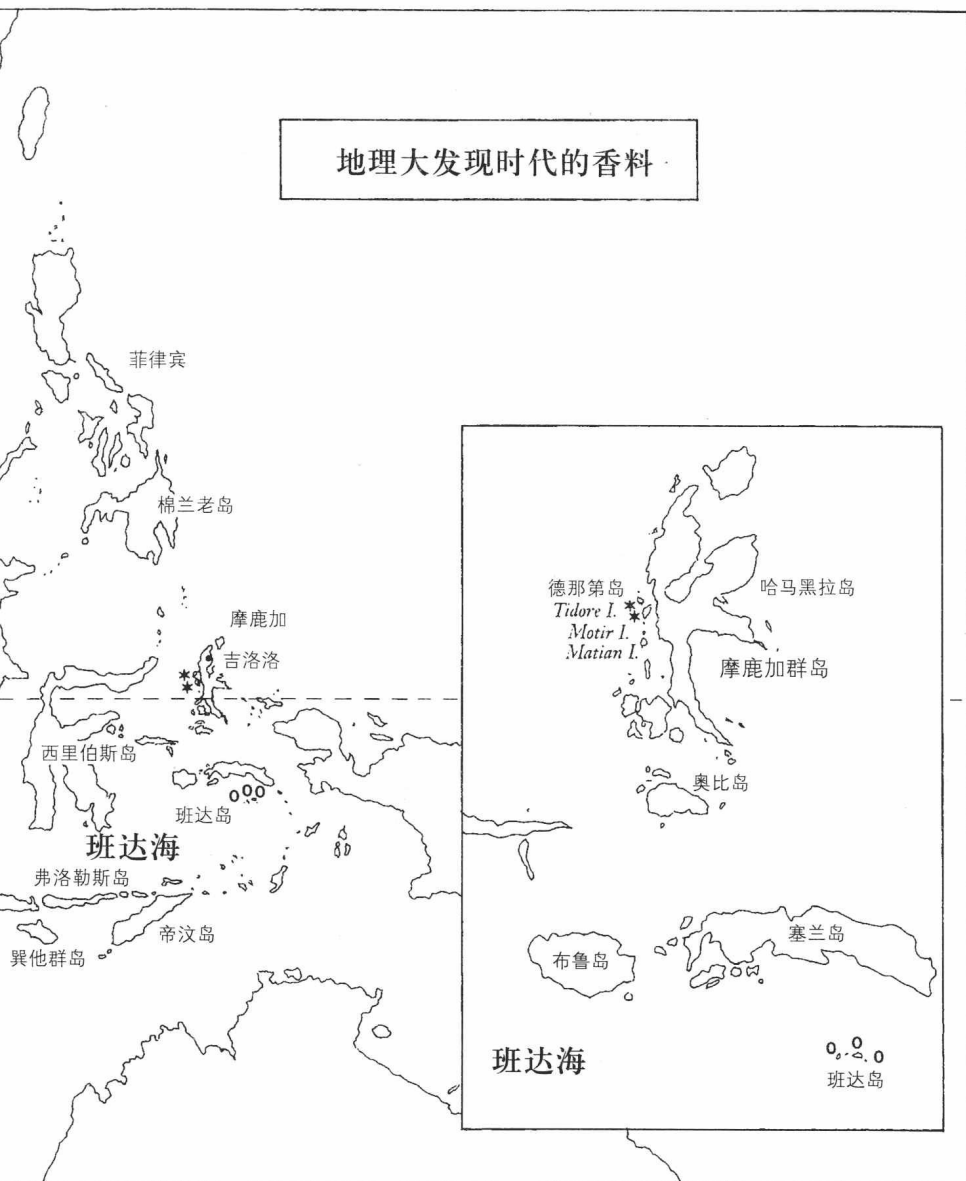 地理大发现时代的香料
菲律宾
棉兰老岛
摩鹿加
吉洛洛
西里伯斯岛
班达岛
班达海
弗洛勒斯岛
帝汶岛
巽他群岛
德那第岛
Tidore I.
Motir I.
Matian I.
哈马黑拉岛
摩鹿加群岛
奥比岛
塞兰岛
布鲁岛
班达海
班达岛